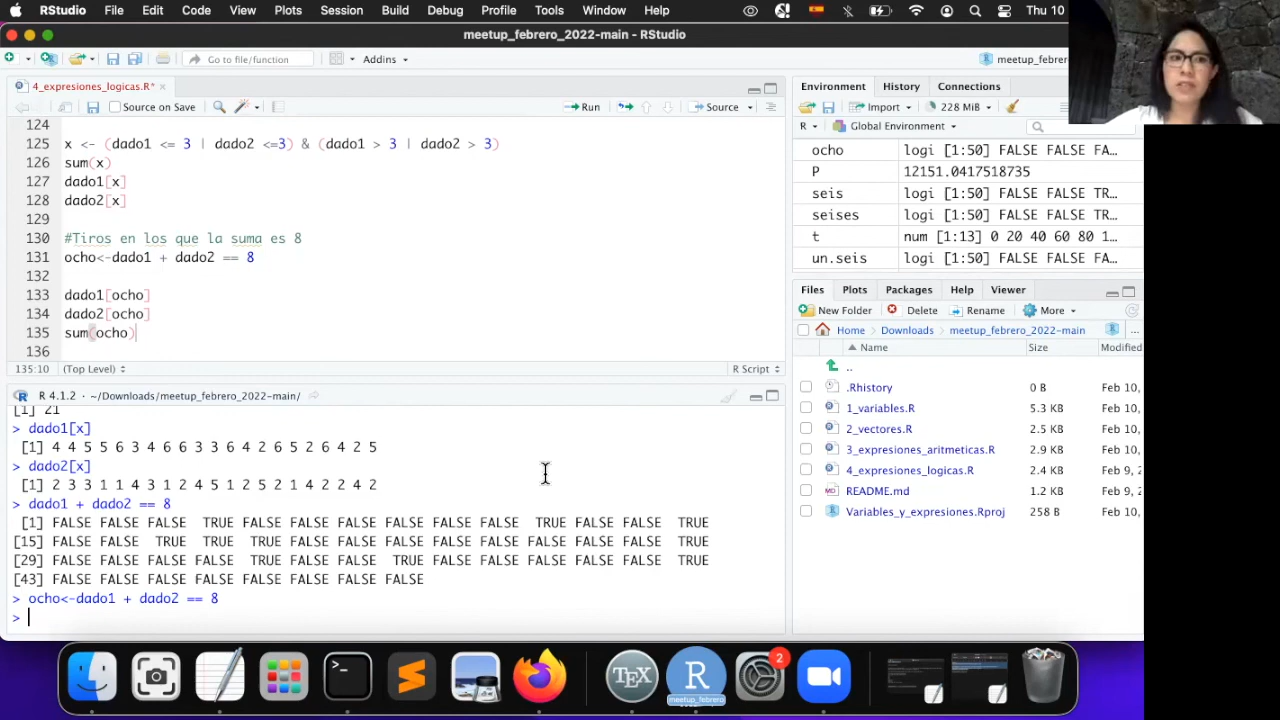 RStudio File Edit View Plots Session Build Debug Profile Tools Window Help Thu 10
meetup_febrero_2022-main - RStudio
Go to file/function Addins
4_expresiones_logicas.R* ×
Source on Save Run Source
124
125 x <- (dado1 <= 3 | dado2 <=3) & (dado1 > 3 | dado2 > 3)
126 sum(x)
127 dado1[x]
128 dado2[x]
129
130 #Tiros en los que la suma es 8
131 ocho<-dado1 + dado2 == 8
132
133 dado1[ocho]
134 dado2[ocho]
135 sum(ocho)
136
135:10 (Top Level) R Script
R 4.1.2 · ~/Downloads/meetup_febrero_2022-main/
[1] 21
> dado1[x]
[1] 4 4 5 5 6 3 4 6 6 3 3 6 4 2 6 5 2 6 4 2 5
> dado2[x]
[1] 2 3 3 1 1 4 3 1 2 4 5 1 2 5 2 1 4 2 2 4 2
> dado1 + dado2 == 8
[1] FALSE FALSE FALSE TRUE FALSE FALSE FALSE FALSE FALSE FALSE TRUE FALSE FALSE TRUE
[15] FALSE FALSE TRUE TRUE TRUE FALSE FALSE FALSE FALSE FALSE FALSE FALSE FALSE TRUE
[29] FALSE FALSE FALSE FALSE TRUE FALSE FALSE TRUE FALSE FALSE FALSE FALSE FALSE TRUE
[43] FALSE FALSE FALSE FALSE FALSE FALSE FALSE FALSE
> ocho<-dado1 + dado2 == 8
>
meetup_febrer
Environment History Connections
Import 228 MiB
R Global Environment
ocho logi [1:50] FALSE FALSE FA…
P 12151.0417518735
seis logi [1:50] FALSE FALSE TR…
seises logi [1:50] FALSE FALSE TR…
t num [1:13] 0 20 40 60 80 1…
un.seis logi [1:50] FALSE FALSE FA…
Files Plots Packages Help Viewer
New Folder Delete Rename More
Home Downloads meetup_febrero_2022-main ...
Name Size Modified
..
.Rhistory 0 B Feb 10,
1_variables.R 5.3 KB Feb 10,
2_vectores.R 2.5 KB Feb 10,
3_expresiones_aritmeticas.R 2.9 KB Feb 10,
4_expresiones_logicas.R 2.4 KB Feb 9, 2
README.md 1.2 KB Feb 9, 2
Variables_y_expresiones.Rproj 258 B Feb 10,
TEX R 2
meetup_febrero